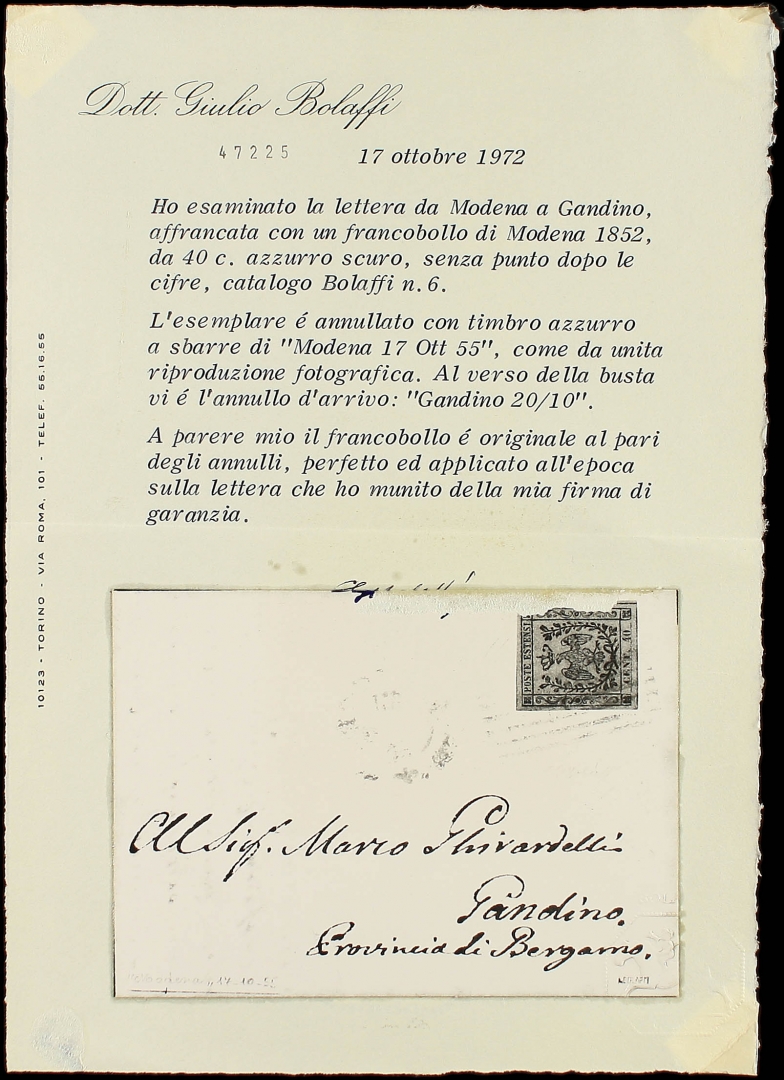 Dott. Giulio Bolaffi
47225 17 ottobre 1972
Ho esaminato la lettera da Modena a Gandino,
affrancata con un francobollo di Modena 1852,
da 40 c. azzurro scuro, senza punto dopo le
cifre, catalogo Bolaffi n.6.
L'esemplare é annullato con timbro azzurro
a sbarre di "Modena 17 Ott 55", come da unita
riproduzione fotografica. Al verso della busta
vi é l'annullo d'arrivo: "Gandino 20/10".
A parere mio il francobollo é originale al pari
degli annulli, perfetto ed applicato all'epoca
sulla lettera che ho munito della mia firma di
garanzia.
10123 - TORINO - VIA ROMA, 101 - TELEF. 55.16.55
POSTE ESTENSI
CENT. 40
Al Sig. Marco Ghirardelli
Gandino.
Provincia di Bergamo.